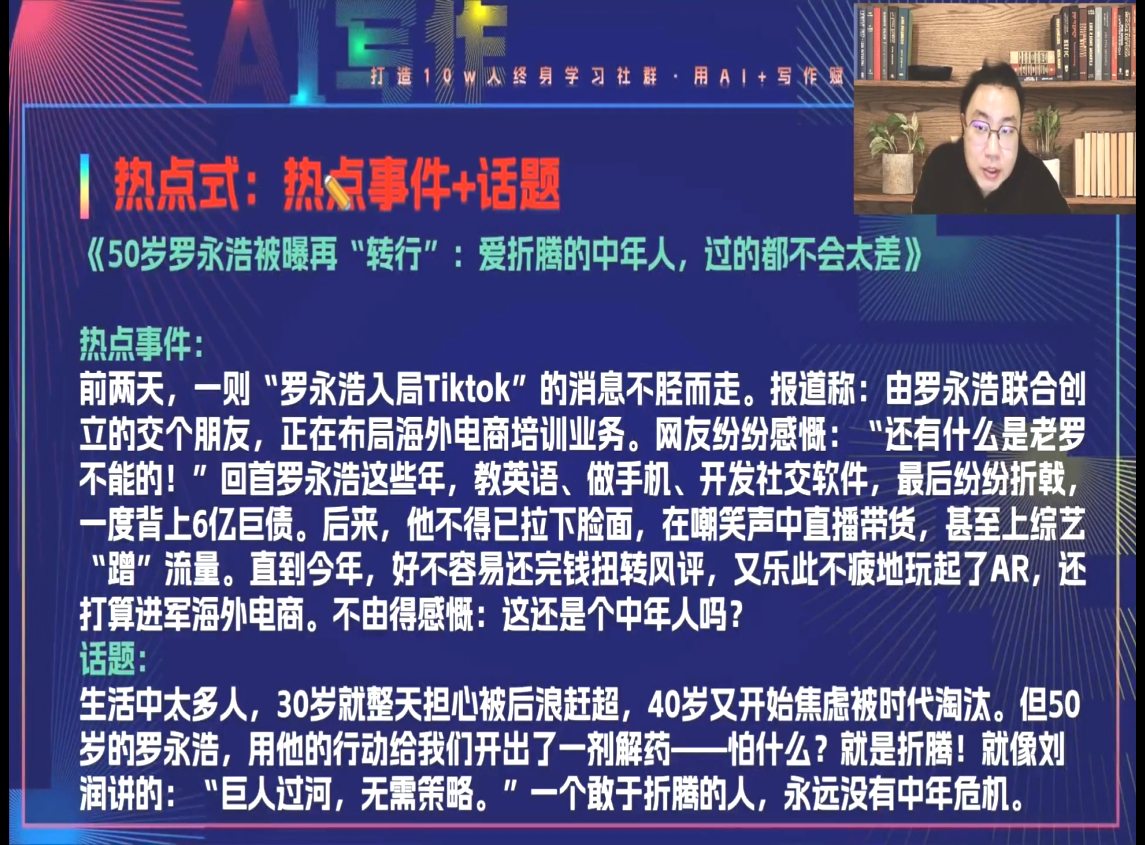 AI写作
打造10w人终身学习社群·用AI+写作赋
热点式：热点事件+话题
《50岁罗永浩被曝再“转行”：爱折腾的中年人，过的都不会太差》
热点事件：
前两天，一则“罗永浩入局Tiktok”的消息不胫而走。报道称：由罗永浩联合创
立的交个朋友，正在布局海外电商培训业务。网友纷纷感慨：“还有什么是老罗
不能的！”回首罗永浩这些年，教英语、做手机、开发社交软件，最后纷纷折戟，
一度背上6亿巨债。后来，他不得已拉下脸面，在嘲笑声中直播带货，甚至上综艺
“蹭”流量。直到今年，好不容易还完钱扭转风评，又乐此不疲地玩起了AR，还
打算进军海外电商。不由得感慨：这还是个中年人吗？
话题：
生活中太多人，30岁就整天担心被后浪赶超，40岁又开始焦虑被时代淘汰。但50
岁的罗永浩，用他的行动给我们开出了一剂解药——怕什么？就是折腾！就像刘
润讲的：“巨人过河，无需策略。”一个敢于折腾的人，永远没有中年危机。